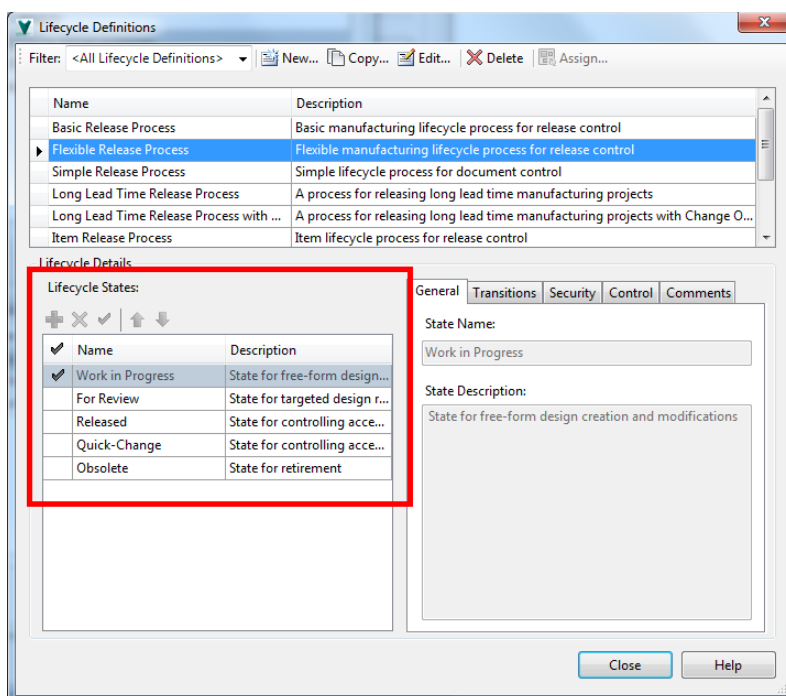 Lifecycle Definitions
Filter: <All Lifecycle Definitions> New... Copy... Edit... Delete Assign...
Name Description
Basic Release Process Basic manufacturing lifecycle process for release control
Flexible Release Process Flexible manufacturing lifecycle process for release control
Simple Release Process Simple lifecycle process for document control
Long Lead Time Release Process A process for releasing long lead time manufacturing projects
Long Lead Time Release Process with ... A process for releasing long lead time manufacturing projects with Change O...
Item Release Process Item lifecycle process for release control
Lifecycle Details
Lifecycle States:
Name Description
Work in Progress State for free-form design...
For Review State for targeted design r...
Released State for controlling acce...
Quick-Change State for controlling acce...
Obsolete State for retirement
General Transitions Security Control Comments
State Name:
Work in Progress
State Description:
State for free-form design creation and modifications
Close Help